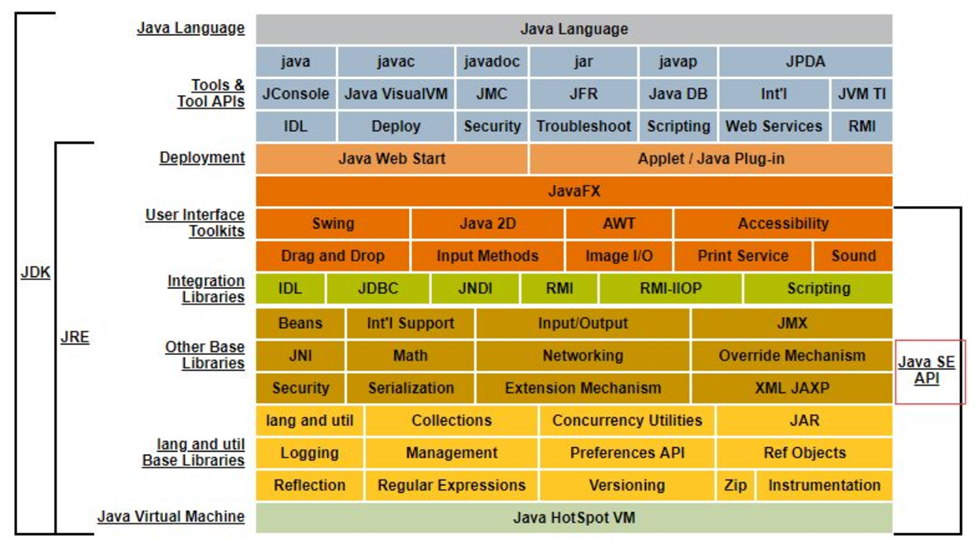 Java Language
Java Language
java javac javadoc jar javap JPDA
Tools &
Tool APIs
JConsole Java VisualVM JMC JFR Java DB Int'l JVM TI
IDL Deploy Security Troubleshoot Scripting Web Services RMI
Deployment
Java Web Start Applet / Java Plug-in
JavaFX
User Interface
Toolkits
Swing Java 2D AWT Accessibility
Drag and Drop Input Methods Image I/O Print Service Sound
Integration
Libraries
IDL JDBC JNDI RMI RMI-IIOP Scripting
JDK
JRE
Other Base
Libraries
Beans Int'l Support Input/Output JMX
JNI Math Networking Override Mechanism
Security Serialization Extension Mechanism XML JAXP
Java SE
API
lang and util
Base Libraries
lang and util Collections Concurrency Utilities JAR
Logging Management Preferences API Ref Objects
Reflection Regular Expressions Versioning Zip Instrumentation
Java Virtual Machine
Java HotSpot VM